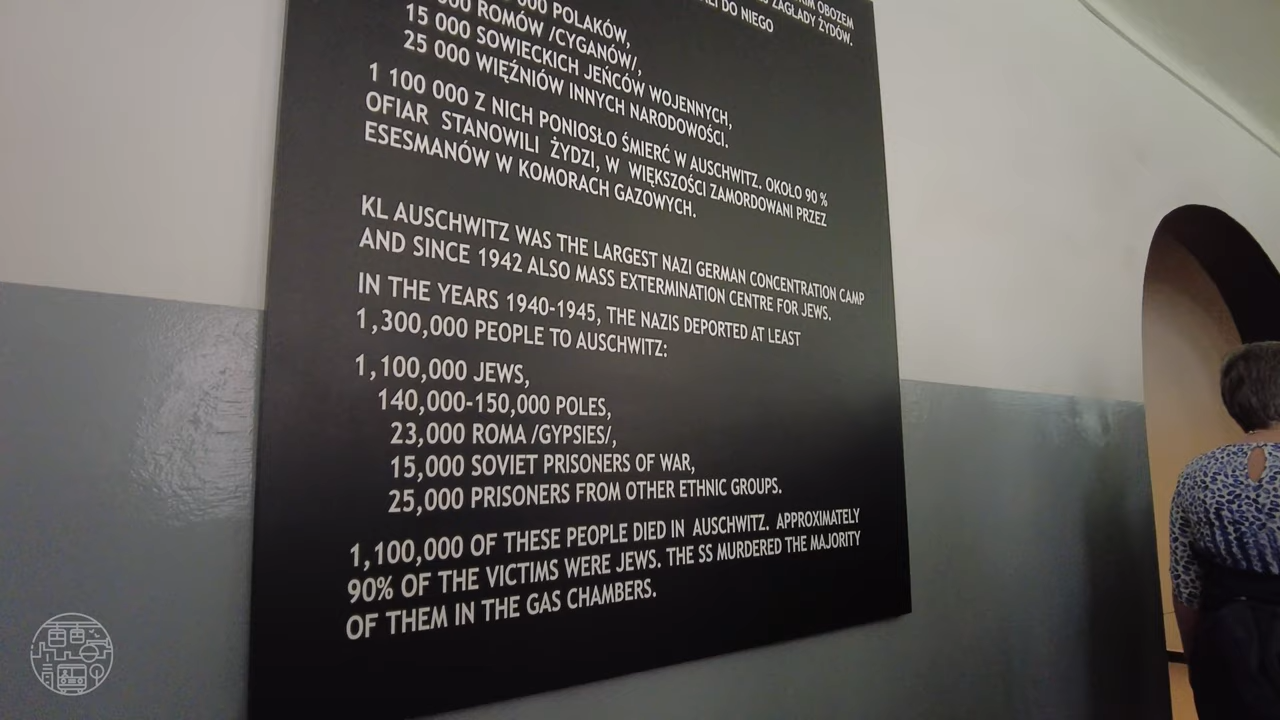 OBOZEM
ZAGŁADY ŻYDÓW.
DO NIEGO
000 POLAKÓW,
000 ROMÓW /CYGANÓW/,
15 000 SOWIECKICH JEŃCÓW WOJENNYCH,
25 000 WIĘŹNIÓW INNYCH NARODOWOŚCI.
1 100 000 Z NICH PONIOSŁO ŚMIERĆ W AUSCHWITZ. OKOŁO 90 %
OFIAR STANOWILI ŻYDZI, W WIĘKSZOŚCI ZAMORDOWANI PRZEZ
ESESMANÓW W KOMORACH GAZOWYCH.
KL AUSCHWITZ WAS THE LARGEST NAZI GERMAN CONCENTRATION CAMP
AND SINCE 1942 ALSO MASS EXTERMINATION CENTRE FOR JEWS.
IN THE YEARS 1940-1945, THE NAZIS DEPORTED AT LEAST
1,300,000 PEOPLE TO AUSCHWITZ:
1,100,000 JEWS,
140,000-150,000 POLES,
23,000 ROMA /GYPSIES/,
15,000 SOVIET PRISONERS OF WAR,
25,000 PRISONERS FROM OTHER ETHNIC GROUPS.
1,100,000 OF THESE PEOPLE DIED IN AUSCHWITZ. APPROXIMATELY
90% OF THE VICTIMS WERE JEWS. THE SS MURDERED THE MAJORITY
OF THEM IN THE GAS CHAMBERS.